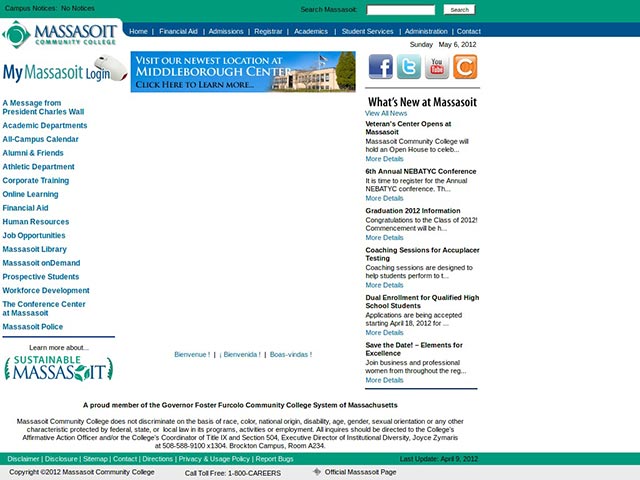 Campus Notices: No Notices
Search Massasoit:
Search
MASSASOIT
COMMUNITY COLLEGE
Home | Financial Aid | Admissions | Registrar | Academics | Student Services | Administration | Contact
Sunday May 6, 2012
My Massasoit Login
VISIT OUR NEWEST LOCATION AT
MIDDLEBOROUGH CENTER
CLICK HERE TO LEARN MORE...
You Tube
A Message from
President Charles Wall
Academic Departments
All-Campus Calendar
Alumni & Friends
Athletic Department
Corporate Training
Online Learning
Financial Aid
Human Resources
Job Opportunities
Massasoit Library
Massasoit onDemand
Prospective Students
Workforce Development
The Conference Center
at Massasoit
Massasoit Police
Learn more about...
SUSTAINABLE
MASSASOIT
Bienvenue ! | ¡ Bienvenida ! | Boas-vindas !
What's New at Massasoit
View All News
Veteran's Center Opens at
Massasoit
Massasoit Community College will
hold an Open House to celeb...
More Details
6th Annual NEBATYC Conference
It is time to register for the Annual
NEBATYC conference. Th...
More Details
Graduation 2012 Information
Congratulations to the Class of 2012!
Commencement will be h...
More Details
Coaching Sessions for Accuplacer
Testing
Coaching sessions are designed to
help students perform to t...
More Details
Dual Enrollment for Qualified High
School Students
Applications are being accepted
starting April 18, 2012 for ...
More Details
Save the Date! – Elements for
Excellence
Join business and professional
women from throughout the reg...
More Details
A proud member of the Governor Foster Furcolo Community College System of Massachusetts
Massasoit Community College does not discriminate on the basis of race, color, national origin, disability, age, gender, sexual orientation or any other
characteristic protected by federal, state, or local law in its programs, activities or employment. All inquiries should be directed to the College's
Affirmative Action Officer and/or the College's Coordinator of Title IX and Section 504, Executive Director of Institutional Diversity, Joyce Zymaris
at 508-588-9100 x1304. Brockton Campus, Room A234.
Disclaimer | Disclosure | Sitemap | Contact | Directions | Privacy & Usage Policy | Report Bugs
Last Update: April 9, 2012
Copyright ©2012 Massasoit Community College
Call Toll Free: 1-800-CAREERS
Official Massasoit Page